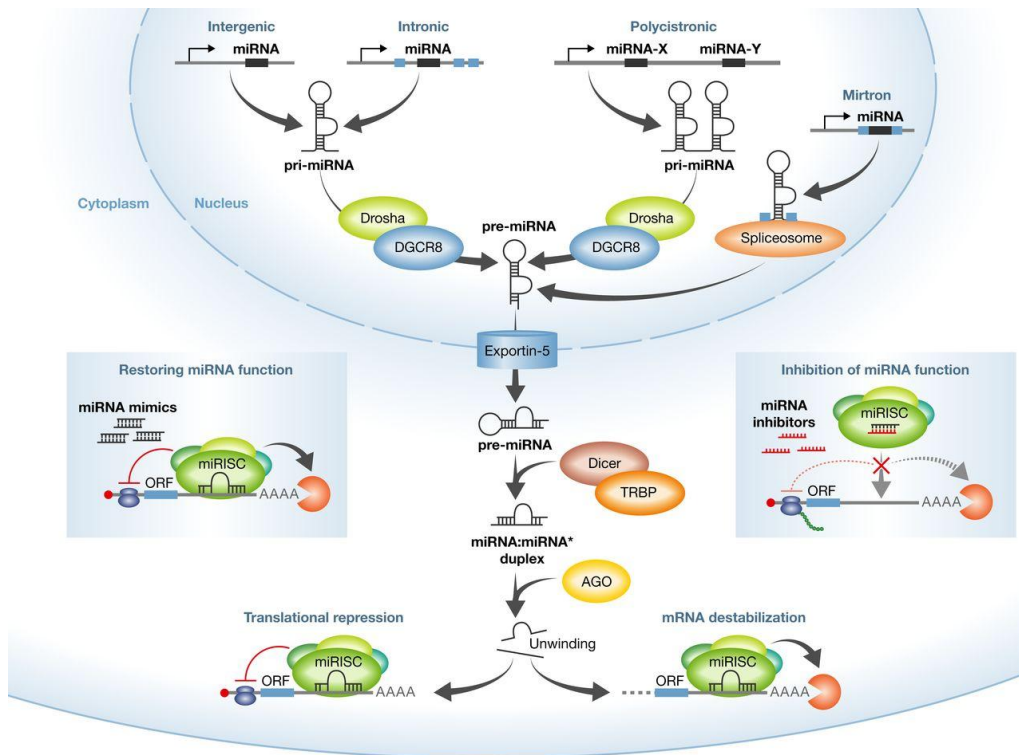 Intergenic
miRNA
Intronic
miRNA
Polycistronic
miRNA-X
miRNA-Y
Mirtron
miRNA
pri-miRNA
pri-miRNA
Cytoplasm
Nucleus
Drosha
DGCR8
pre-miRNA
Drosha
DGCR8
Spliceosome
Exportin-5
Restoring miRNA function
miRNA mimics
miRISC
ORF
AAAA
pre-miRNA
Dicer
TRBP
miRNA:miRNA*
duplex
AGO
Unwinding
Inhibition of miRNA function
miRNA
inhibitors
miRISC
ORF
AAAA
Translational repression
miRISC
ORF
AAAA
mRNA destabilization
miRISC
ORF
AAAA